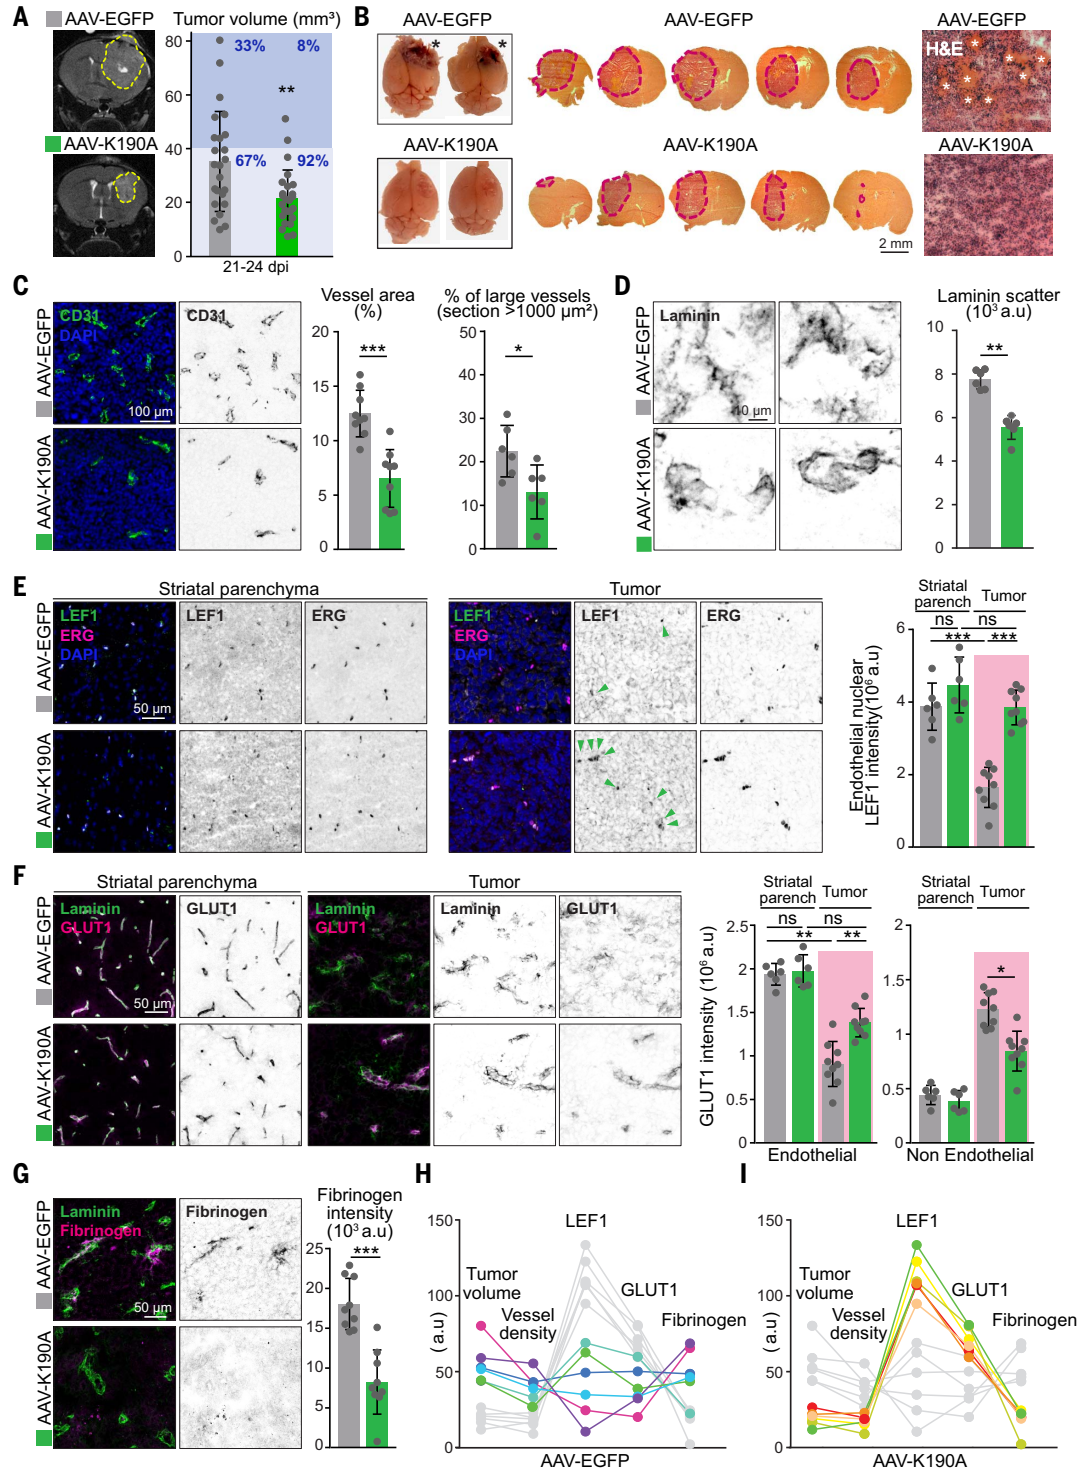 A
AAV-EGFP
AAV-K190A
Tumor volume (mm³)
80
60
40
20
0
33%
8%
**
67%
92%
21-24 dpi
B
AAV-EGFP
AAV-EGFP
AAV-EGFP
*
*
H&E
* * * * * * * * *
AAV-K190A
AAV-K190A
AAV-K190A
2 mm
C
AAV-EGFP
AAV-K190A
CD31
DAPI
CD31
100 µm
Vessel area
(%)
20
15
10
5
0
***
% of large vessels
(section >1000 µm²)
50
40
30
20
10
0
*
D
AAV-EGFP
AAV-K190A
Laminin
10 µm
Laminin scatter
(10³ a.u)
10
8
6
4
2
0
**
E
Striatal parenchyma
Tumor
AAV-EGFP
AAV-K190A
LEF1
ERG
DAPI
LEF1
ERG
50 µm
LEF1
ERG
DAPI
LEF1
ERG
Striatal
parench
Tumor
ns
ns
***
***
Endothelial nuclear
LEF1 intensity(10⁶ a.u)
6
4
2
0
F
Striatal parenchyma
Tumor
AAV-EGFP
AAV-K190A
Laminin
GLUT1
GLUT1
50 µm
Laminin
GLUT1
Laminin
GLUT1
Striatal
parench
Tumor
ns
ns
**
**
GLUT1 intensity (10⁶ a.u)
2.5
2
1.5
1
0.5
0
Endothelial
Striatal
parench
Tumor
*
2
1.5
1
0.5
0
Non Endothelial
G
AAV-EGFP
AAV-K190A
Laminin
Fibrinogen
Fibrinogen
50 µm
Fibrinogen
intensity
(10³ a.u)
25
20
15
10
5
0
***
H
150
100
50
0
(a.u)
Tumor
volume
Vessel
density
LEF1
GLUT1
Fibrinogen
AAV-EGFP
I
150
100
50
0
(a.u)
Tumor
volume
Vessel
density
LEF1
GLUT1
Fibrinogen
AAV-K190A